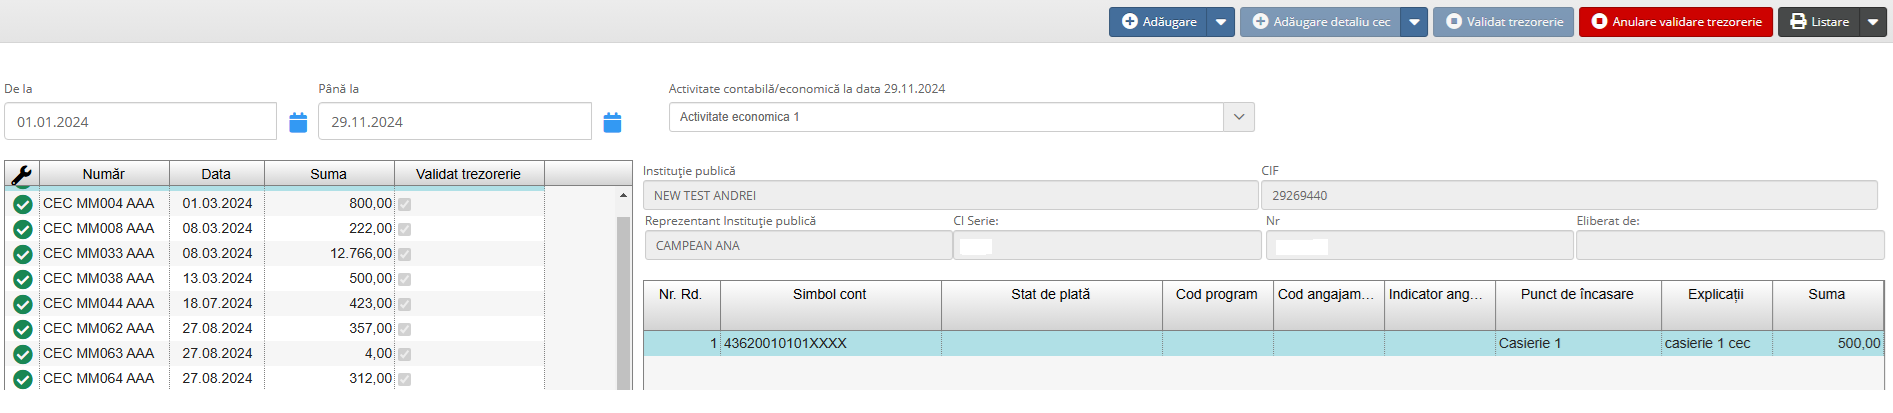 Adăugare
Adăugare detaliu cec
Validat trezorerie
Anulare validare trezorerie
Listare
De la
Până la
Activitate contabilă/economică la data 29.11.2024
01.01.2024
29.11.2024
Activitate economica 1
Număr Data Suma Validat trezorerie
CEC MM004 AAA 01.03.2024 800,00
CEC MM008 AAA 08.03.2024 222,00
CEC MM033 AAA 08.03.2024 12.766,00
CEC MM038 AAA 13.03.2024 500,00
CEC MM044 AAA 18.07.2024 423,00
CEC MM062 AAA 27.08.2024 357,00
CEC MM063 AAA 27.08.2024 4,00
CEC MM064 AAA 27.08.2024 312,00
Instituţie publică CIF
NEW TEST ANDREI 29269440
Reprezentant Instituţie publică CI Serie: Nr Eliberat de:
CAMPEAN ANA
Nr. Rd. Simbol cont Stat de plată Cod program Cod angajam... Indicator ang... Punct de încasare Explicații Suma
1 43620010101XXXX Casierie 1 casierie 1 cec 500,00